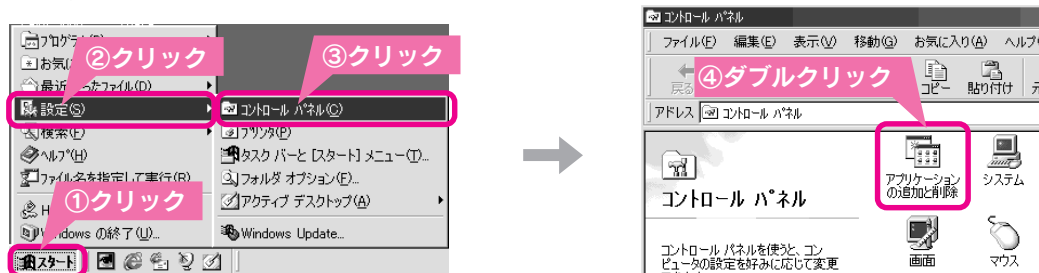 プログラ
②クリック
③クリック
お気に
最近 ったファイル(D)
設定(S)
コントロール パネル(C)
検索(F)
プリンタ(P)
ヘルプ(H)
タスク バーと [スタート] メニュー(T)...
ファイル名を指定して実行(R)
フォルダ オプション(F)...
①クリック
アクティブ デスクトップ(A)
Windows の終了(U)...
Windows Update...
スタート
コントロール パネル
ファイル(F) 編集(E) 表示(V) 移動(G) お気に入り(A) ヘルプ
④ダブルクリック
戻る
コピー 貼り付け 元
アドレス コントロール パネル
コントロール パネル
アプリケーション
の追加と削除
システム
コントロール パネルを使うと、コン
ピュータの設定を好みに応じて変更
画面
マウス